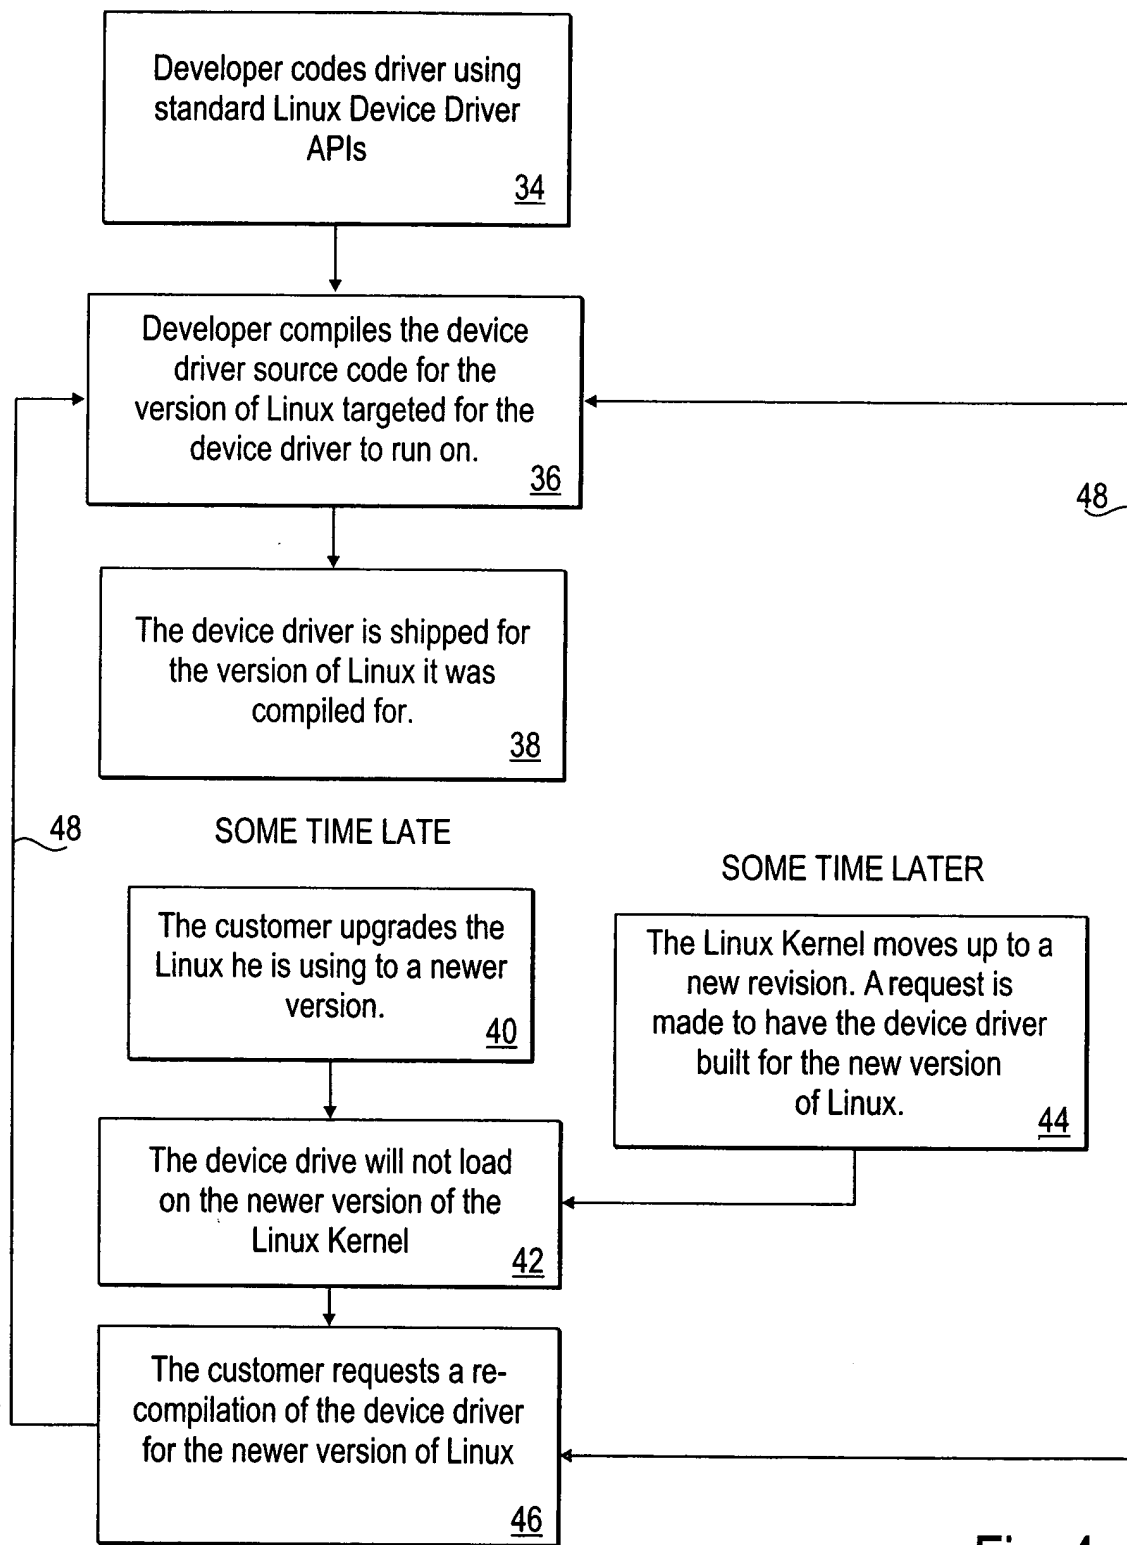 Developer codes driver using
standard Linux Device Driver
APIs
34
Developer compiles the device
driver source code for the
version of Linux targeted for the
device driver to run on.
36
48
The device driver is shipped for
the version of Linux it was
compiled for.
38
48
SOME TIME LATE
SOME TIME LATER
The customer upgrades the
Linux he is using to a newer
version.
40
The Linux Kernel moves up to a
new revision. A request is
made to have the device driver
built for the new version
of Linux.
44
The device drive will not load
on the newer version of the
Linux Kernel
42
The customer requests a re-
compilation of the device driver
for the newer version of Linux
46